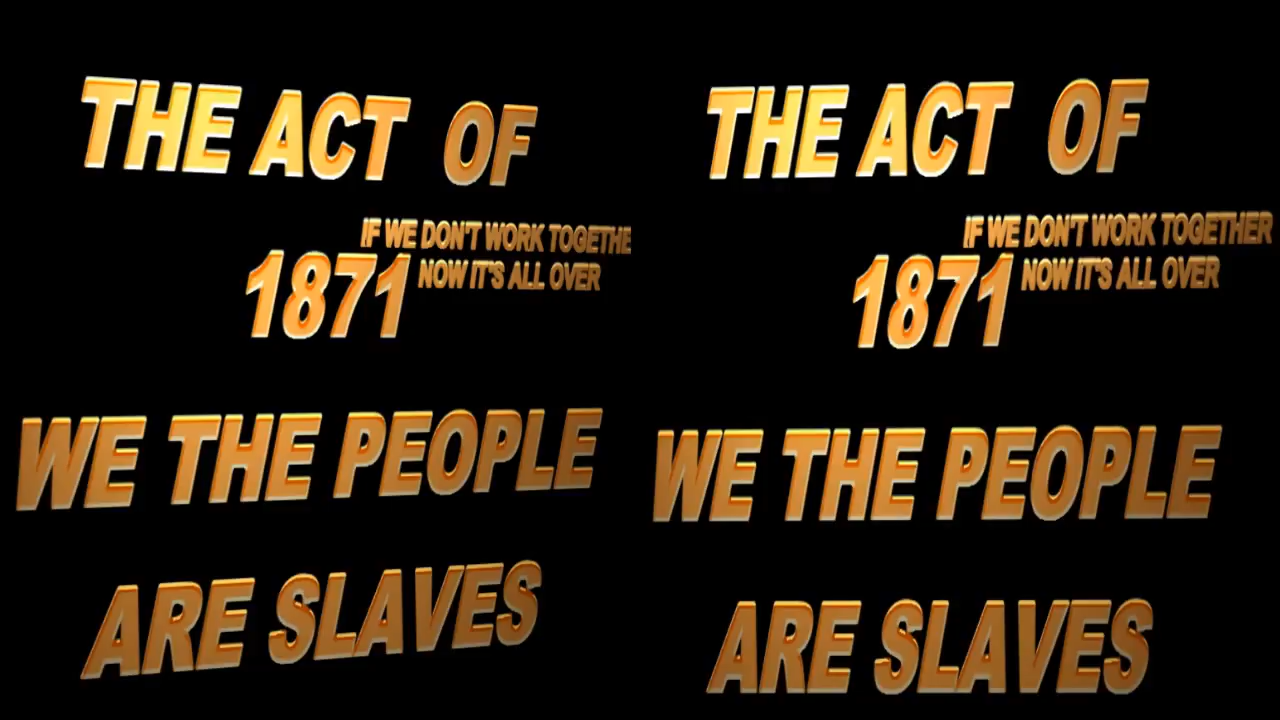 THE ACT OF
IF WE DON'T WORK TOGETHE
1871 NOW IT'S ALL OVER
WE THE PEOPLE
ARE SLAVES
THE ACT OF
IF WE DON'T WORK TOGETHER
1871 NOW IT'S ALL OVER
WE THE PEOPLE
ARE SLAVES